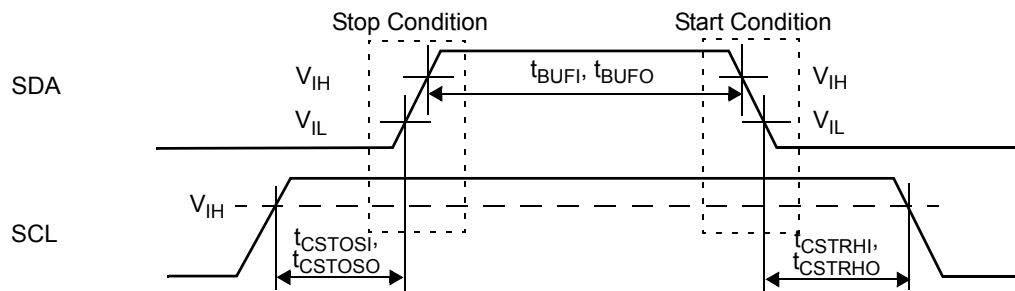 Stop Condition
Start Condition
SDA
V_IH
t_BUFI, t_BUFO
V_IH
V_IL
V_IL
V_IH
SCL
t_CSTOSI,
t_CSTOSO
t_CSTRHI,
t_CSTRHO